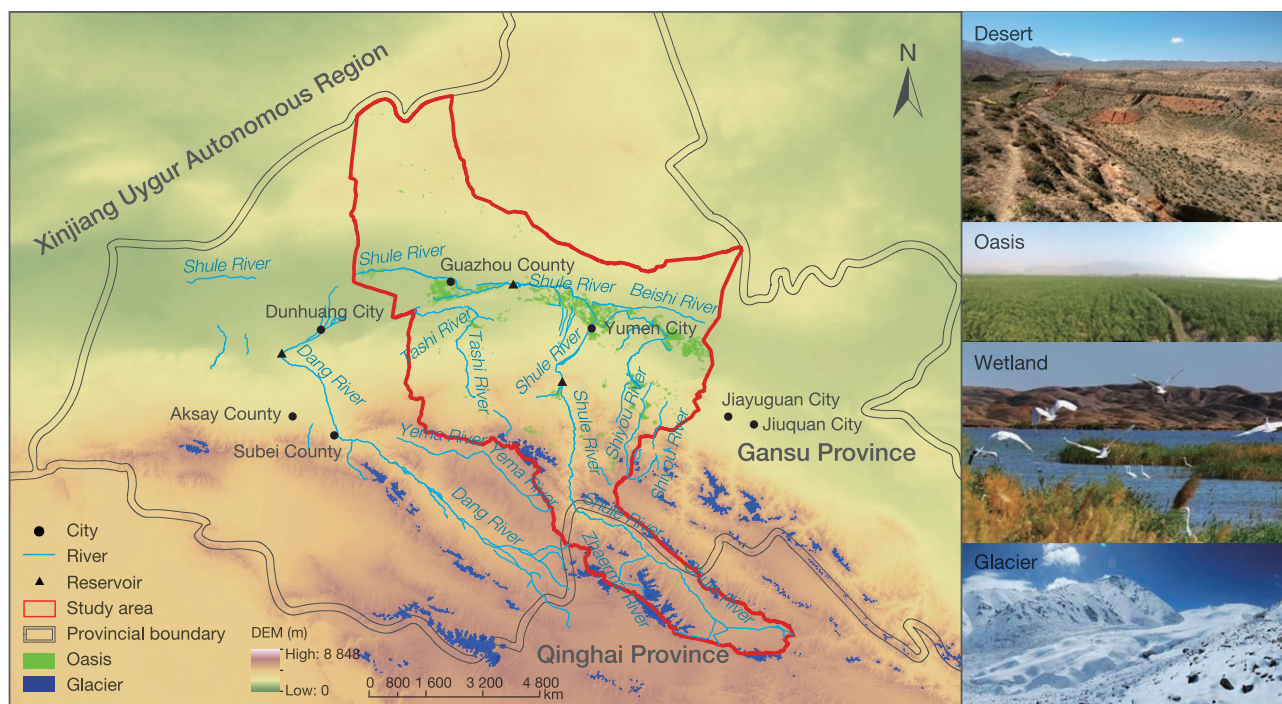 Xinjiang Uygur Autonomous Region
N
Shule River
Shule River
Guazhou County
Shule River
Beishi River
Dunhuang City
Tashi River
Tashi River
Yumen City
Shule River
Dang River
Aksay County
Subei County
Yema River
Yema River
Shule River
Shiyou River
Shiyou River
Jiayuguan City
Jiuquan City
Gansu Province
Dang River
Shule River
Zhaerma River
Shule River
Qinghai Province
City
River
Reservoir
Study area
Provincial boundary
Oasis
Glacier
DEM (m)
High: 8 848
Low: 0
0 800 1 600 3 200 4 800
km
Desert
Oasis
Wetland
Glacier